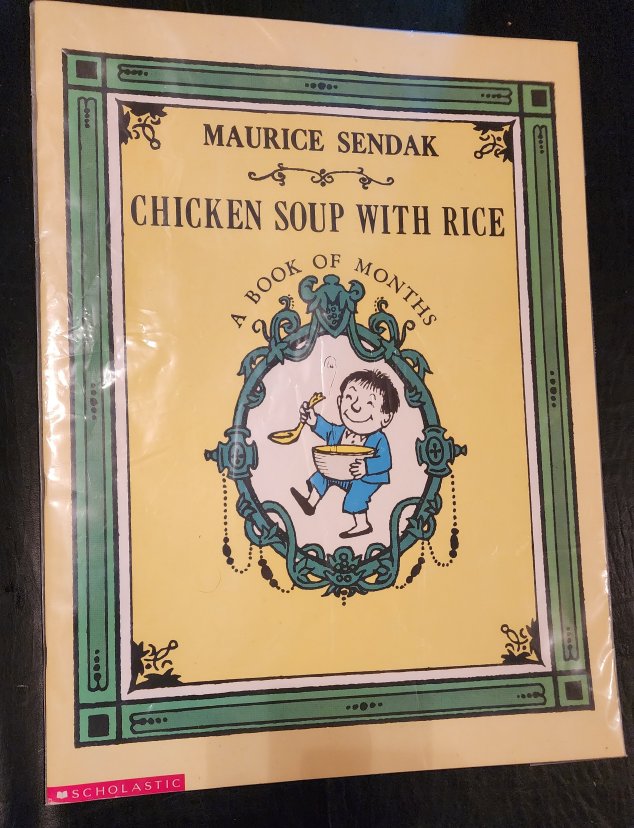 MAURICE SENDAK
CHICKEN SOUP WITH RICE
A BOOK OF MONTHS
SCHOLASTIC